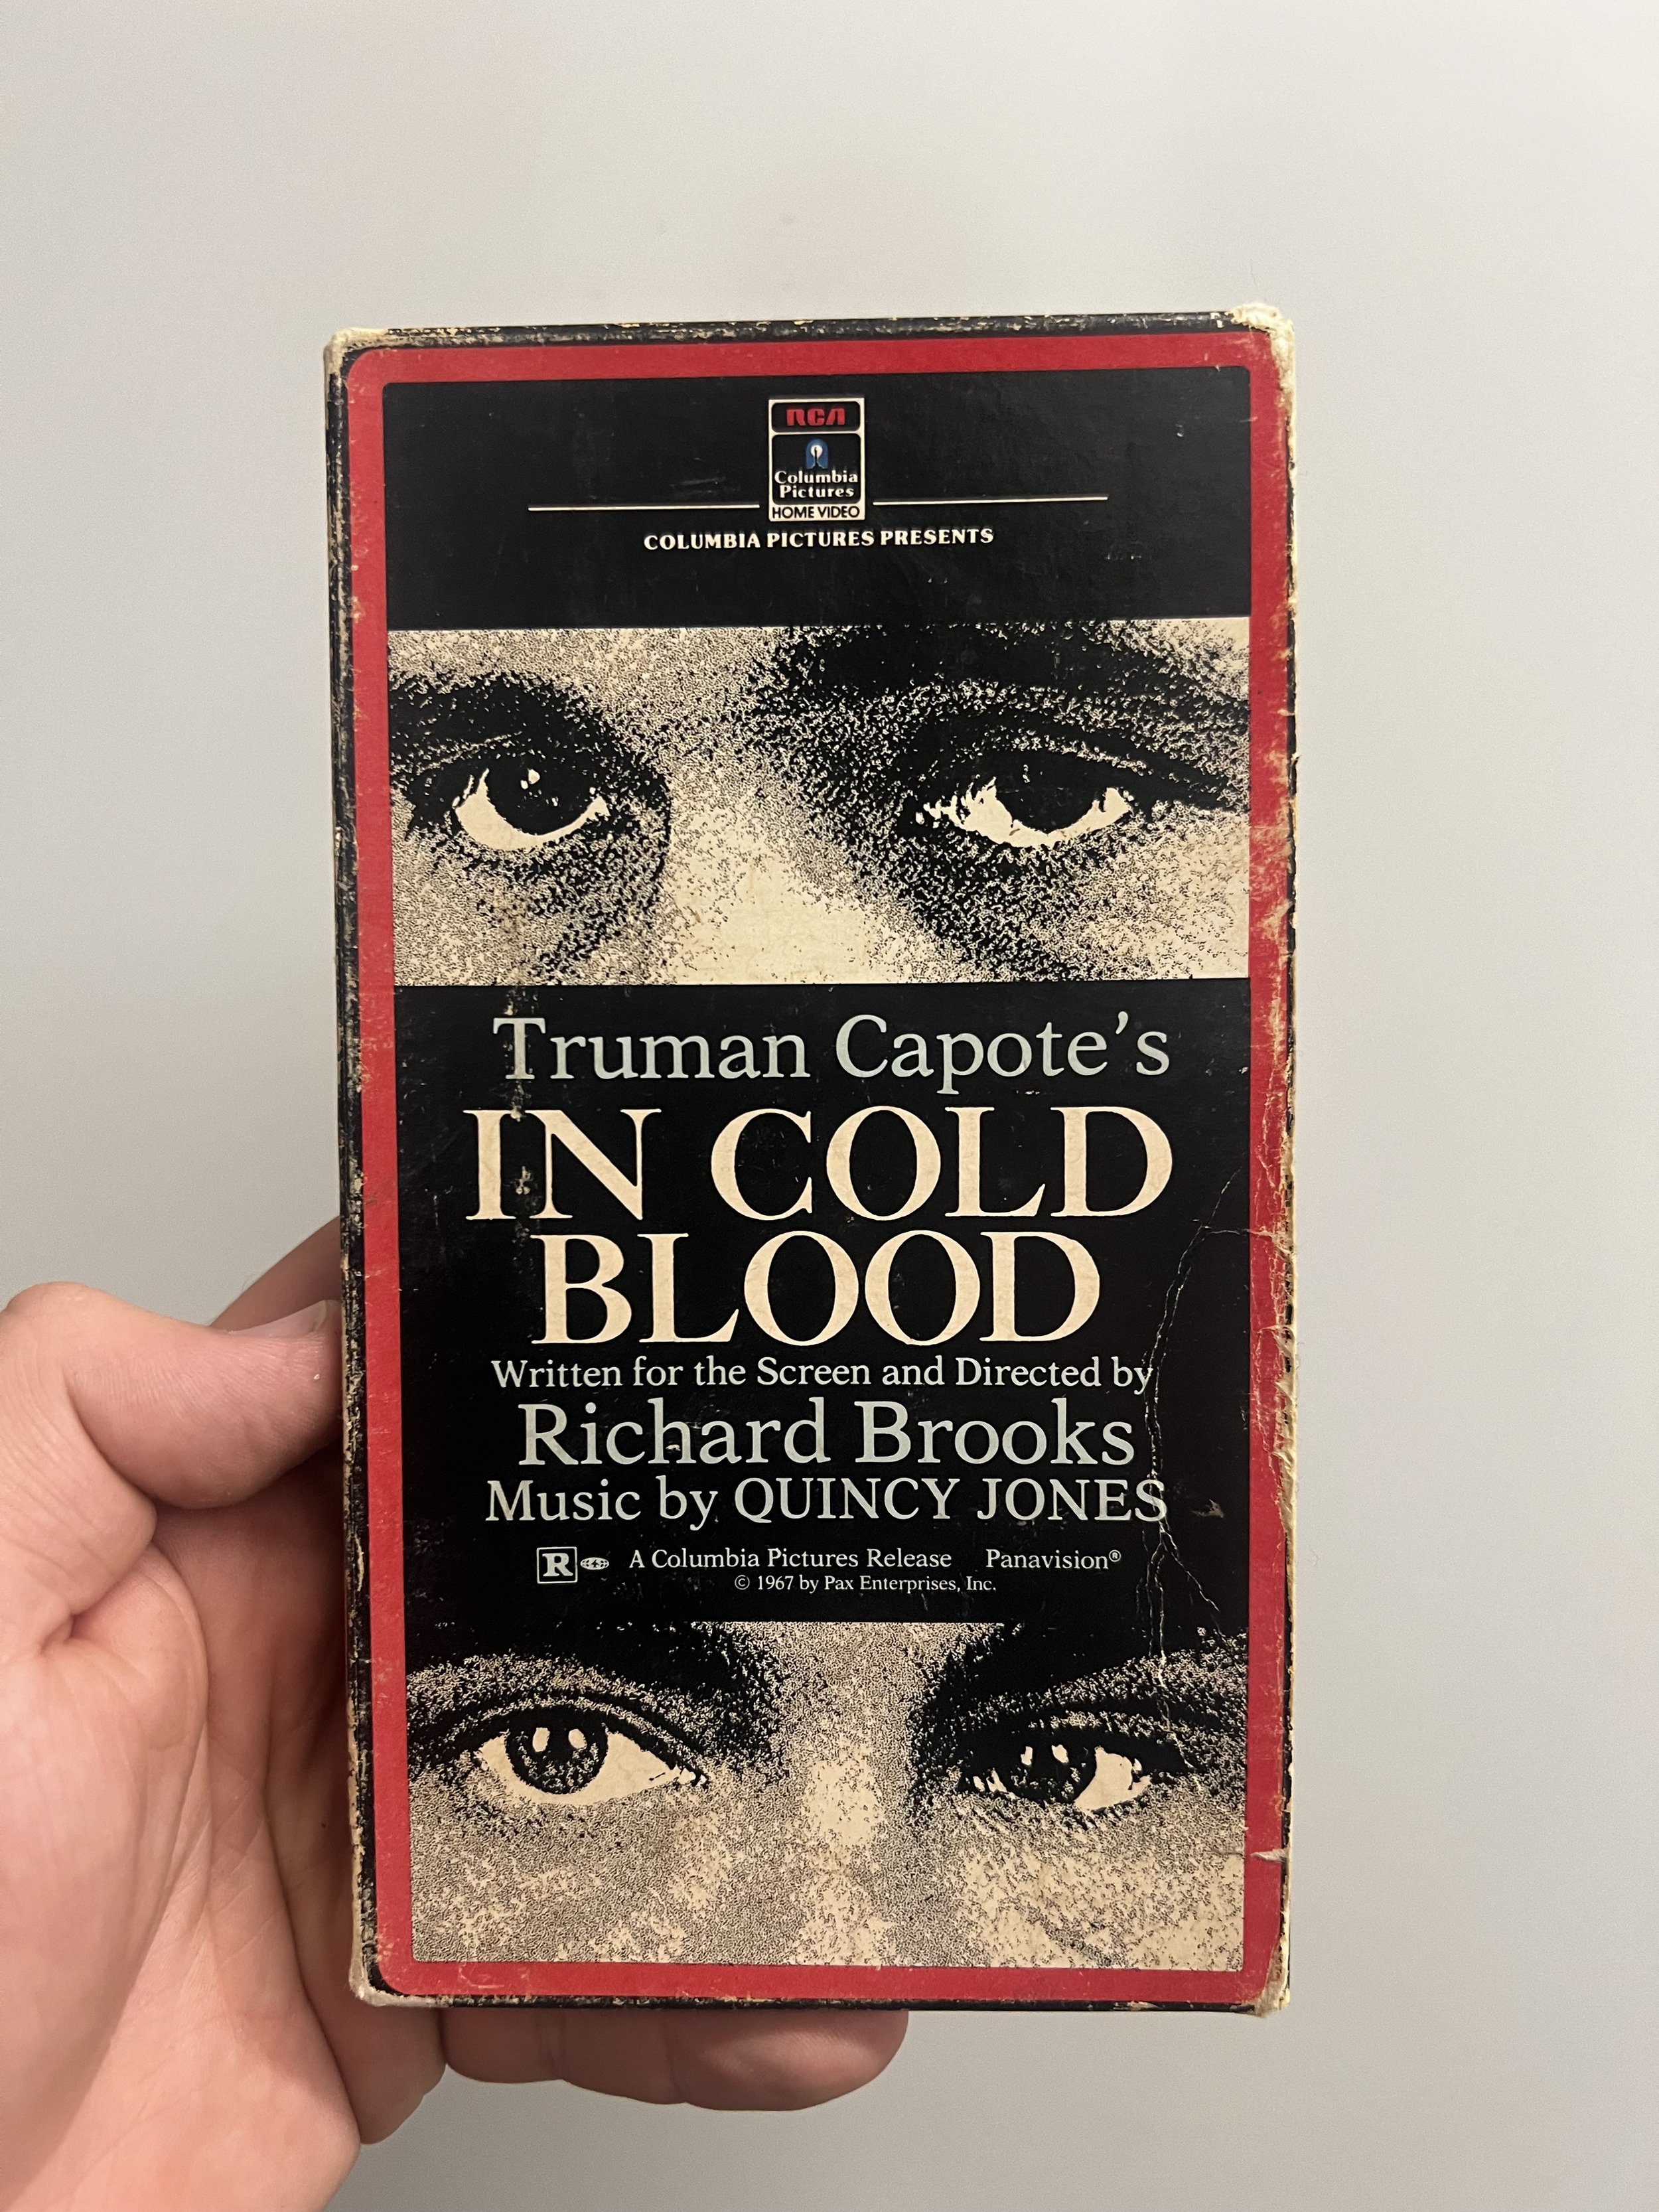 RCA
Columbia
Pictures
HOME VIDEO
COLUMBIA PICTURES PRESENTS
Truman Capote's
IN COLD
BLOOD
Written for the Screen and Directed by
Richard Brooks
Music by QUINCY JONES
R A Columbia Pictures Release Panavision®
© 1967 by Pax Enterprises, Inc.